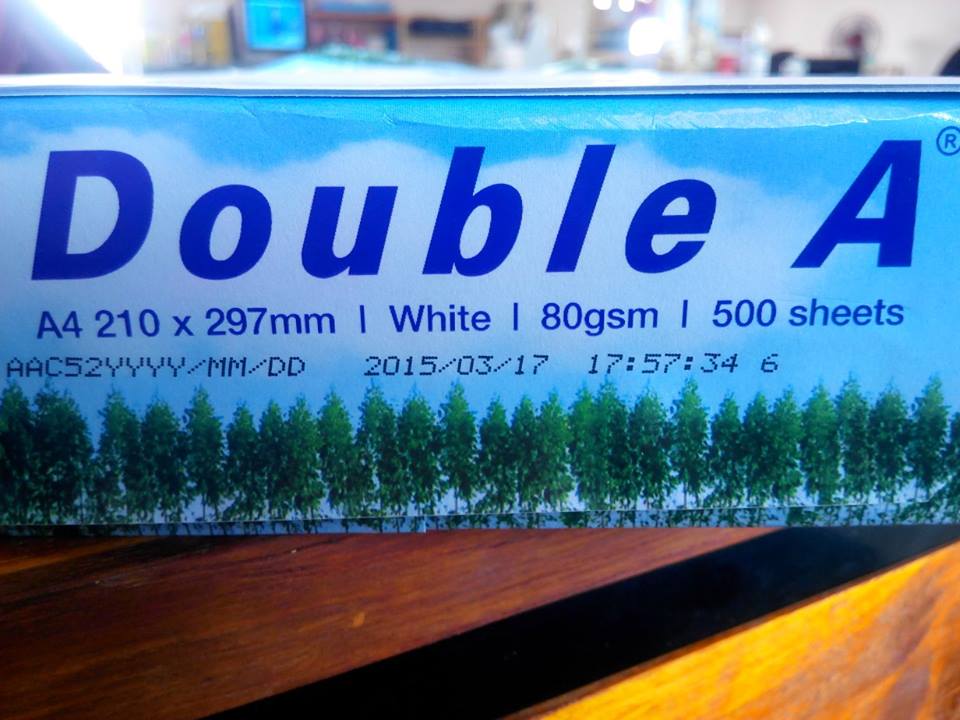 Double A®
A4 210 x 297mm | White | 80gsm | 500 sheets
AAC52YYYY/MM/DD 2015/03/17 17:57:34 6